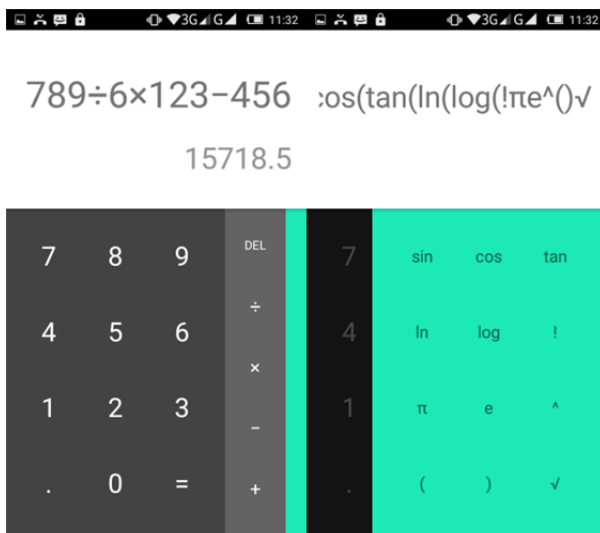 3G G 11:32
789÷6×123−456
15718.5
7 8 9 DEL
÷
4 5 6
×
1 2 3
−
. 0 =
+
3G G 11:32
cos(tan(ln(log(!πe^()√
7 sin cos tan
4 ln log !
1 π e ^
. ( ) √